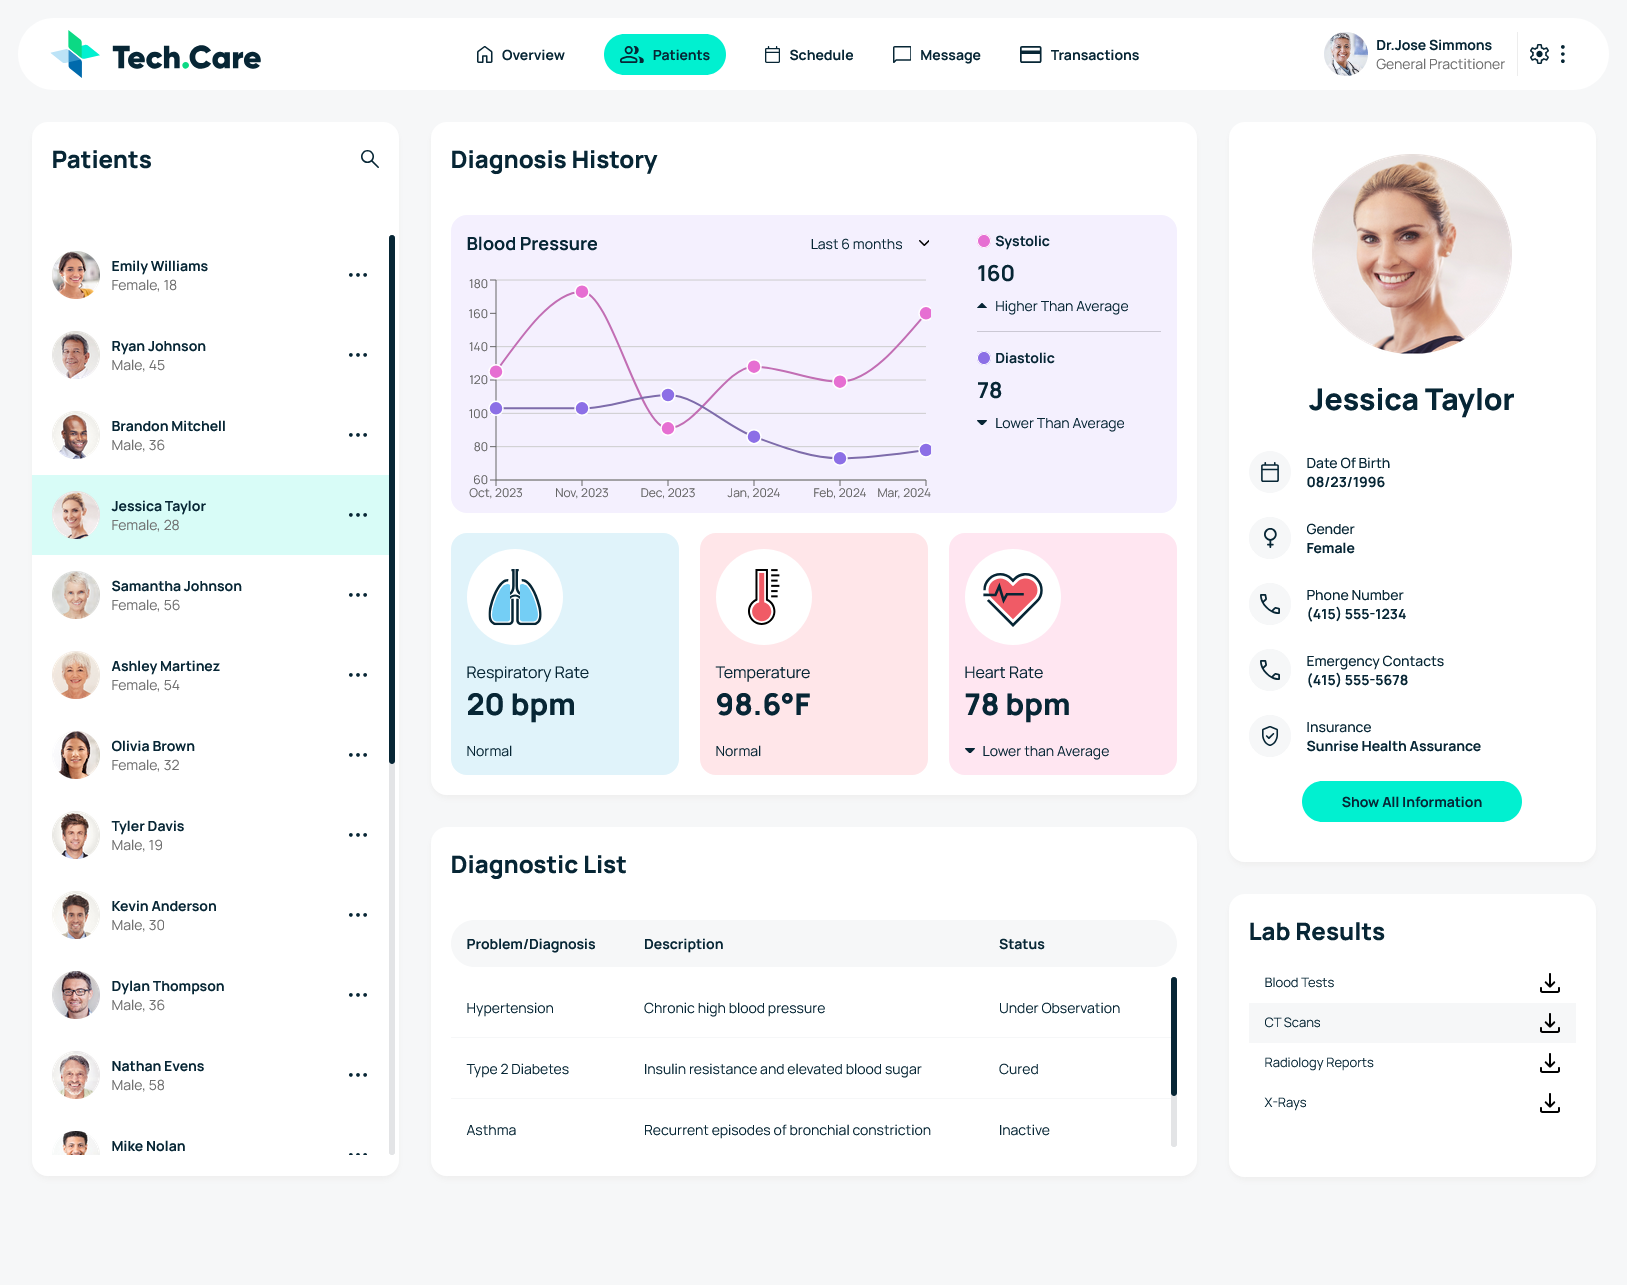 Tech.Care
Overview
Patients
Schedule
Message
Transactions
Dr.Jose Simmons
General Practitioner
Patients
Emily Williams
Female, 18
Ryan Johnson
Male, 45
Brandon Mitchell
Male, 36
Jessica Taylor
Female, 28
Samantha Johnson
Female, 56
Ashley Martinez
Female, 54
Olivia Brown
Female, 32
Tyler Davis
Male, 19
Kevin Anderson
Male, 30
Dylan Thompson
Male, 36
Nathan Evens
Male, 58
Mike Nolan
Diagnosis History
Blood Pressure
Last 6 months
180
160
140
120
100
80
60
Oct, 2023
Nov, 2023
Dec, 2023
Jan, 2024
Feb, 2024
Mar, 2024
Systolic
160
Higher Than Average
Diastolic
78
Lower Than Average
Respiratory Rate
20 bpm
Normal
Temperature
98.6°F
Normal
Heart Rate
78 bpm
Lower than Average
Diagnostic List
Problem/Diagnosis Description Status
Hypertension Chronic high blood pressure Under Observation
Type 2 Diabetes Insulin resistance and elevated blood sugar Cured
Asthma Recurrent episodes of bronchial constriction Inactive
Jessica Taylor
Date Of Birth
08/23/1996
Gender
Female
Phone Number
(415) 555-1234
Emergency Contacts
(415) 555-5678
Insurance
Sunrise Health Assurance
Show All Information
Lab Results
Blood Tests
CT Scans
Radiology Reports
X-Rays